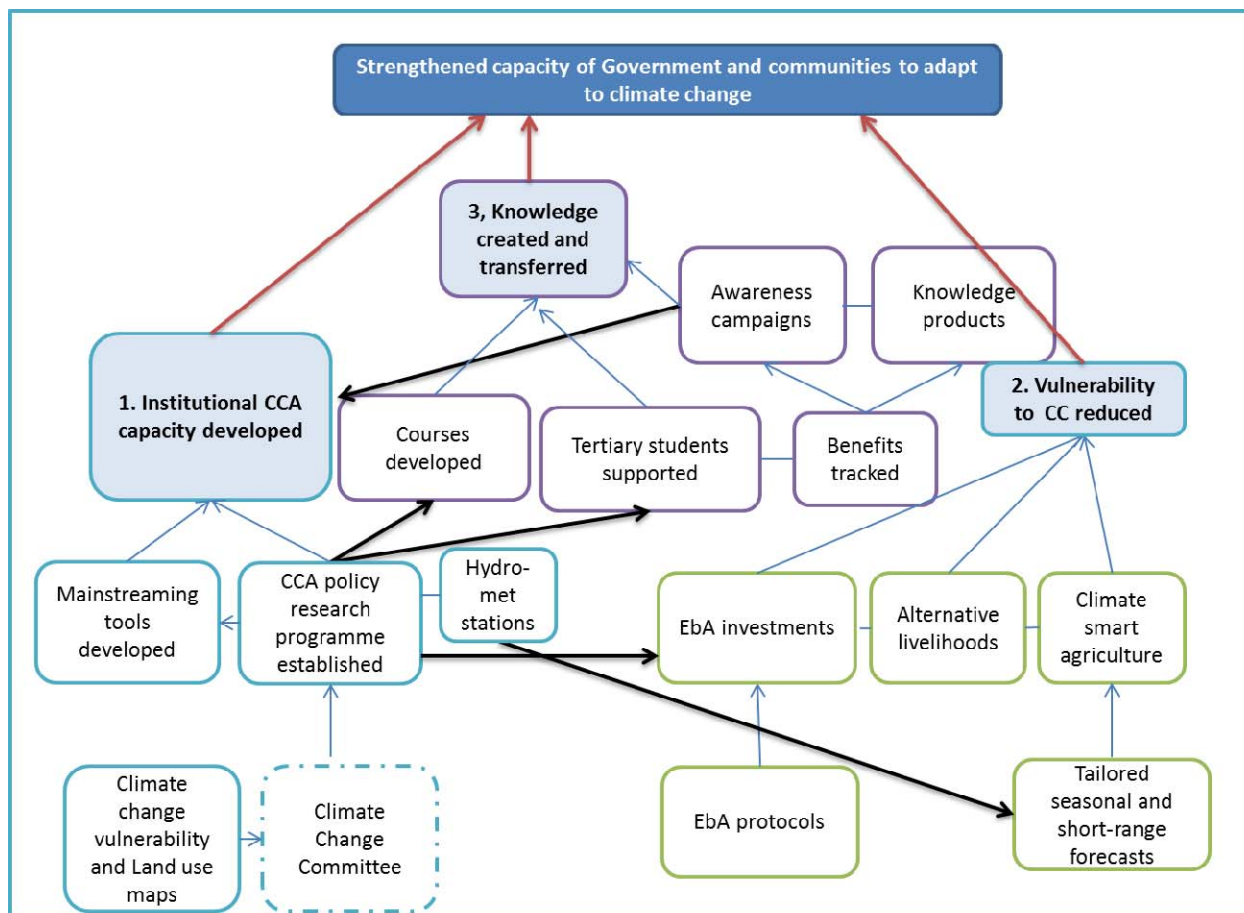 Strengthened capacity of Government and communities to adapt
to climate change
3, Knowledge
created and
transferred
Awareness
campaigns
Knowledge
products
1. Institutional CCA
capacity developed
2. Vulnerability
to CC reduced
Courses
developed
Tertiary students
supported
Benefits
tracked
Mainstreaming
tools
developed
CCA policy
research
programme
established
Hydro-
met
stations
EbA investments
Alternative
livelihoods
Climate
smart
agriculture
Climate
change
vulnerability
and Land use
maps
Climate
Change
Committee
EbA protocols
Tailored
seasonal and
short-range
forecasts